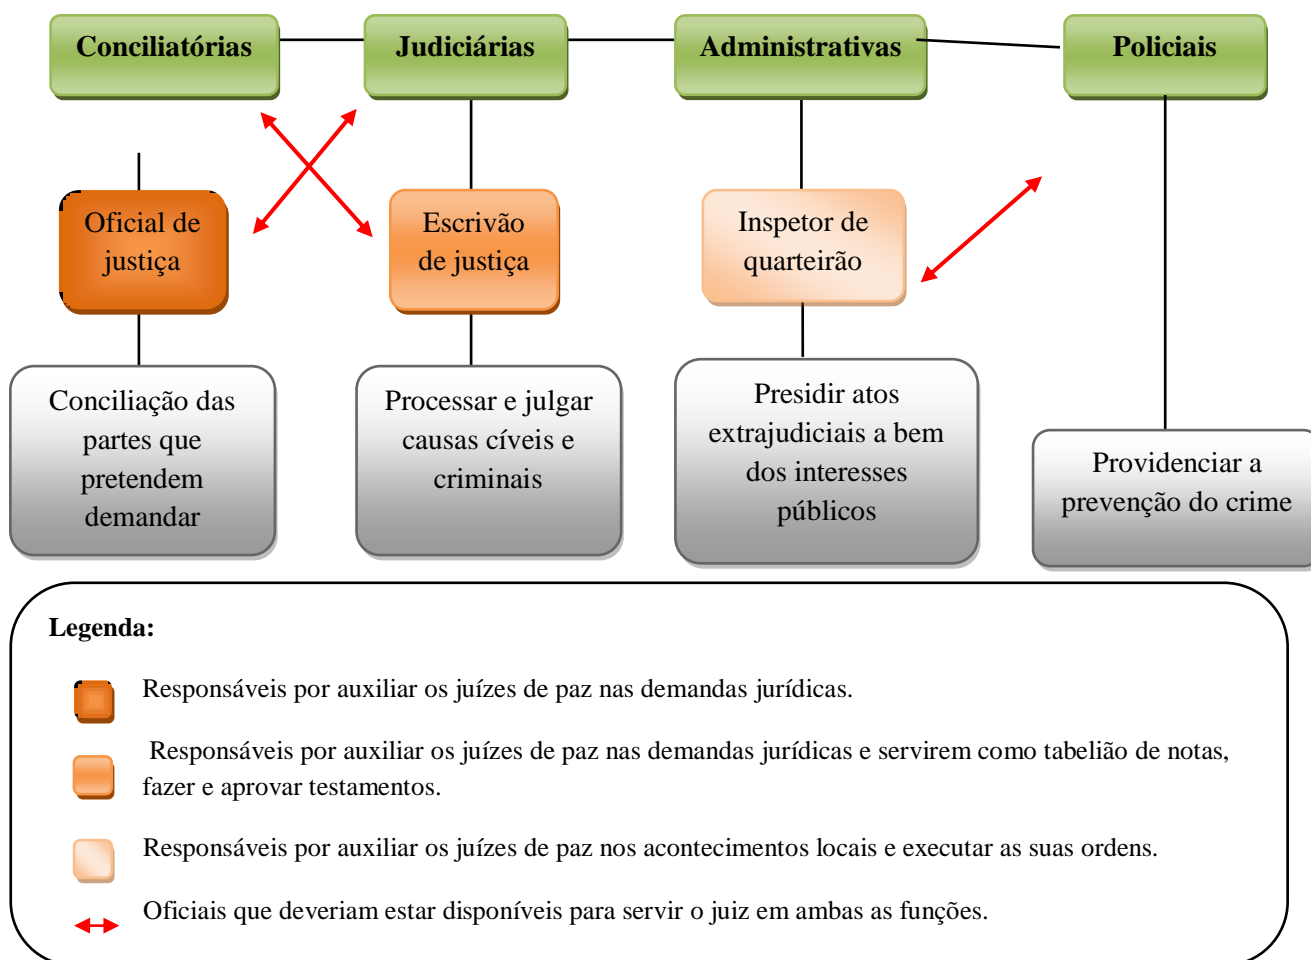 Conciliatórias
Judiciárias
Administrativas
Policiais
Oficial de
justiça
Escrivão
de justiça
Inspetor de
quarteirão
Conciliação das
partes que
pretendem
demandar
Processar e julgar
causas cíveis e
criminais
Presidir atos
extrajudiciais a bem
dos interesses
públicos
Providenciar a
prevenção do crime
Legenda:
Responsáveis por auxiliar os juízes de paz nas demandas jurídicas.
Responsáveis por auxiliar os juízes de paz nas demandas jurídicas e servirem como tabelião de notas,
fazer e aprovar testamentos.
Responsáveis por auxiliar os juízes de paz nos acontecimentos locais e executar as suas ordens.
Oficiais que deveriam estar disponíveis para servir o juiz em ambas as funções.